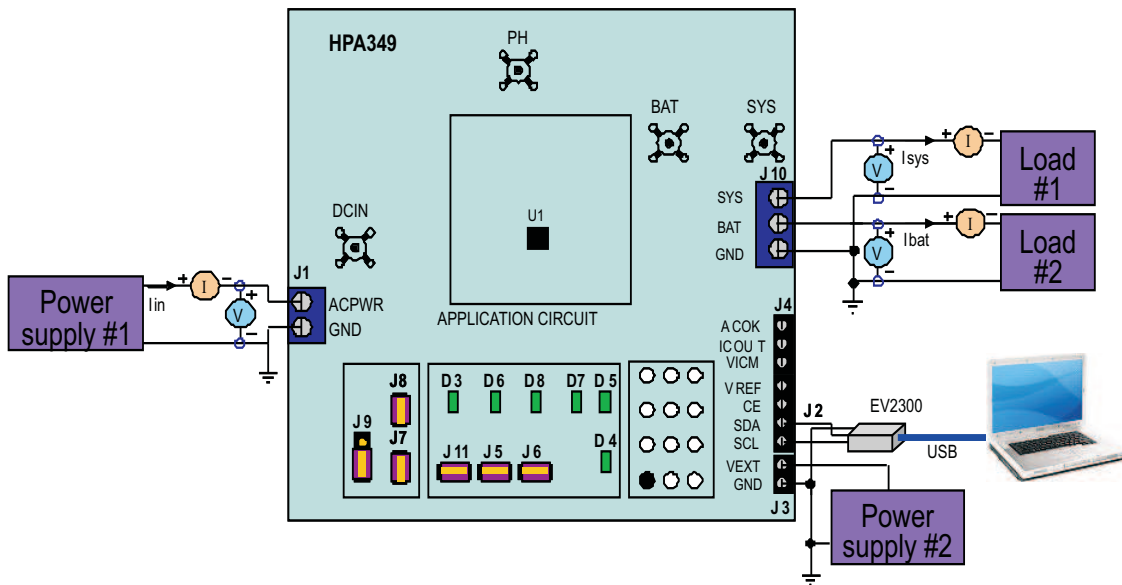 HPA349
PH
BAT
SYS
DCIN
U1
APPLICATION CIRCUIT
J1
ACPWR
GND
Power
supply #1
Iin
+
I
-
+
V
-
J10
SYS
BAT
GND
+
I
-
Isys
+
V
-
Load
#1
+
I
-
Ibat
+
V
-
Load
#2
J4
ACOK
ICOUT
VICM
VREF
CE
SDA
SCL
VEXT
GND
J3
J2
EV2300
USB
Power
supply #2
J8
J9
J7
D3
D6
D8
D7
D5
D4
J11
J5
J6